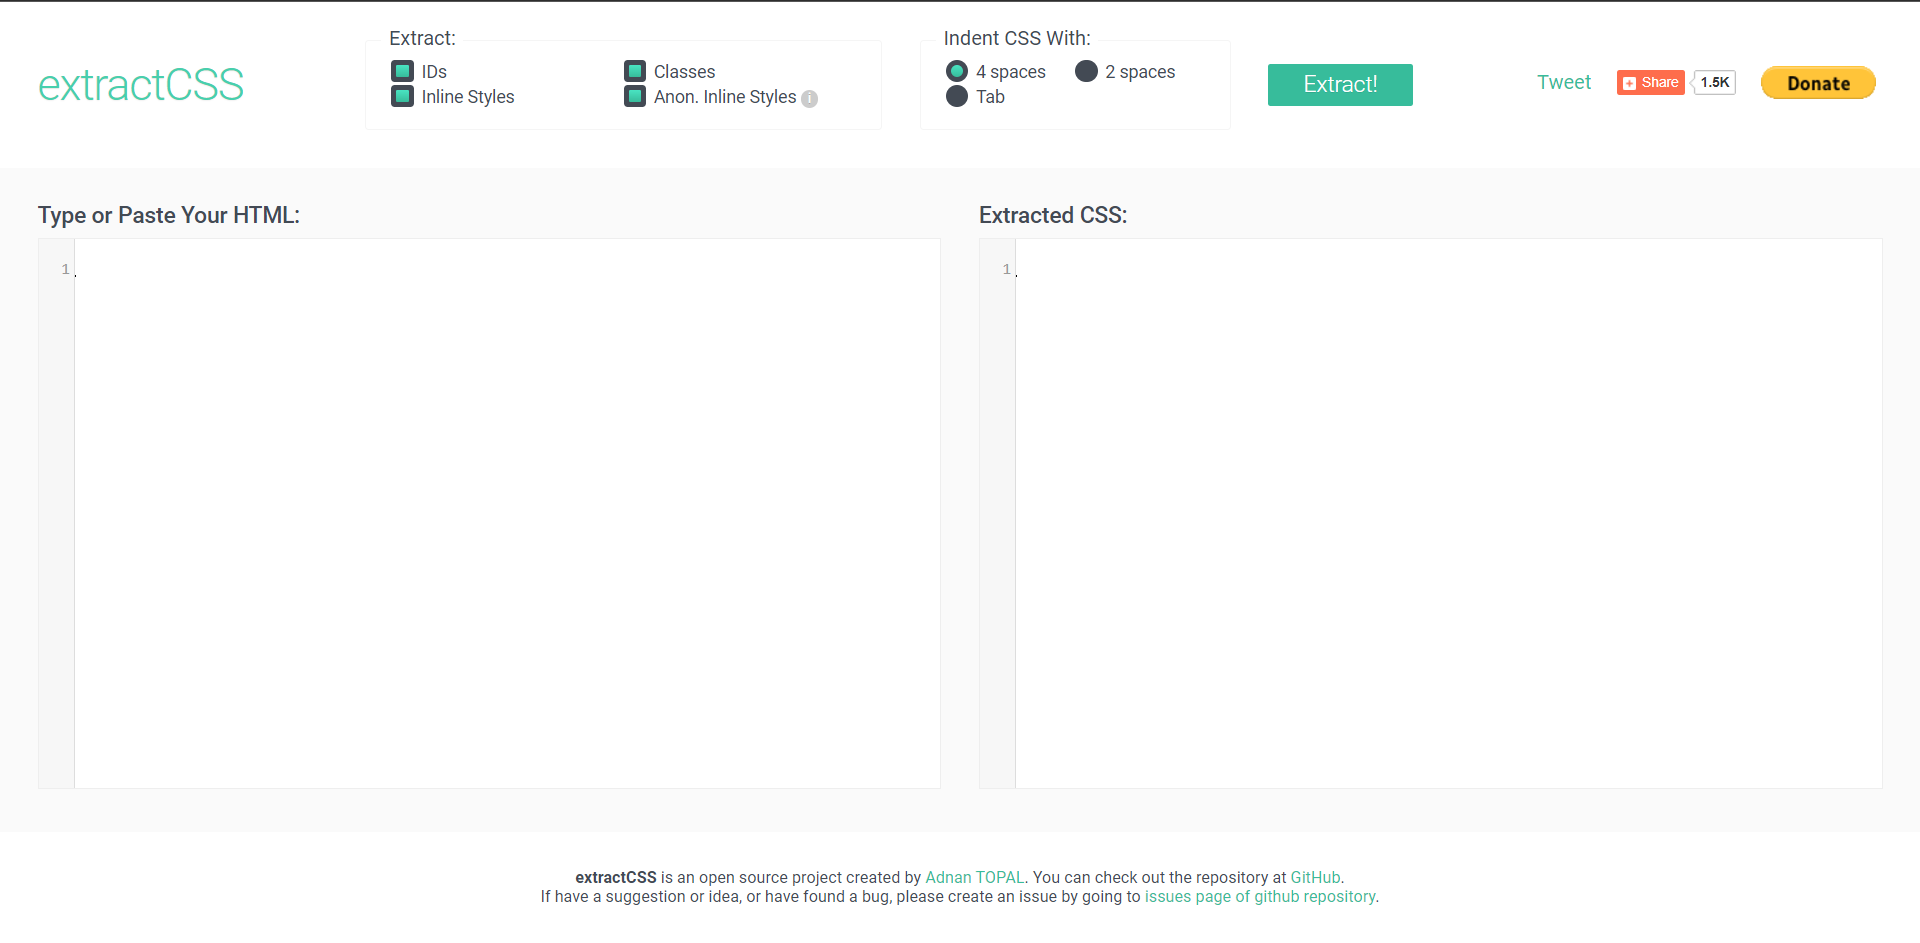 extractCSS
Extract:
IDs
Classes
Inline Styles
Anon. Inline Styles i
Indent CSS With:
4 spaces
2 spaces
Tab
Extract!
Tweet
Share
1.5K
Donate
Type or Paste Your HTML:
1
Extracted CSS:
1
extractCSS is an open source project created by Adnan TOPAL. You can check out the repository at GitHub.
If have a suggestion or idea, or have found a bug, please create an issue by going to issues page of github repository.